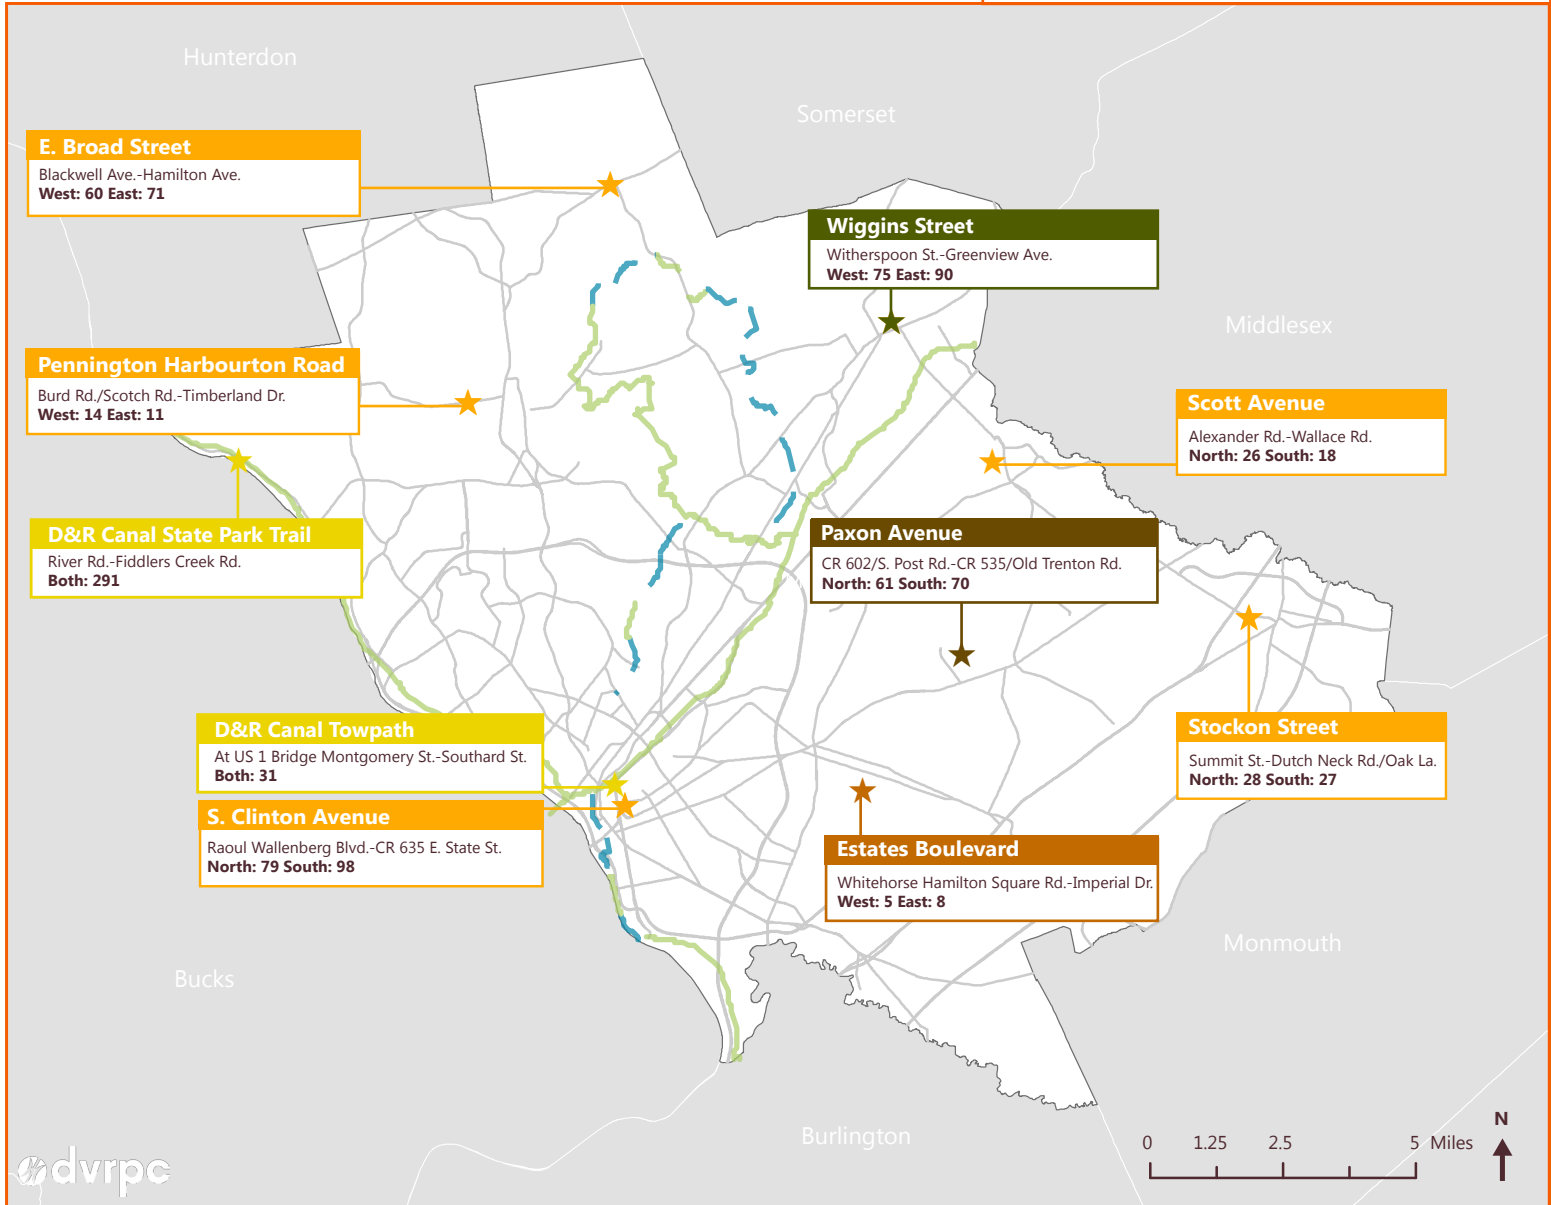 Hunterdon
Somerset
E. Broad Street
Blackwell Ave.-Hamilton Ave.
West: 60 East: 71
Wiggins Street
Witherspoon St.-Greenview Ave.
West: 75 East: 90
Middlesex
Pennington Harbourton Road
Burd Rd./Scotch Rd.-Timberland Dr.
West: 14 East: 11
Scott Avenue
Alexander Rd.-Wallace Rd.
North: 26 South: 18
D&R Canal State Park Trail
River Rd.-Fiddlers Creek Rd.
Both: 291
Paxon Avenue
CR 602/S. Post Rd.-CR 535/Old Trenton Rd.
North: 61 South: 70
D&R Canal Towpath
At US 1 Bridge Montgomery St.-Southard St.
Both: 31
Stockon Street
Summit St.-Dutch Neck Rd./Oak La.
North: 28 South: 27
S. Clinton Avenue
Raoul Wallenberg Blvd.-CR 635 E. State St.
North: 79 South: 98
Estates Boulevard
Whitehorse Hamilton Square Rd.-Imperial Dr.
West: 5 East: 8
Monmouth
Bucks
Burlington
dvrpc
0 1.25 2.5 5 Miles
N